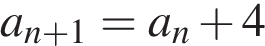 $a_{n+1} = a_n + 4$